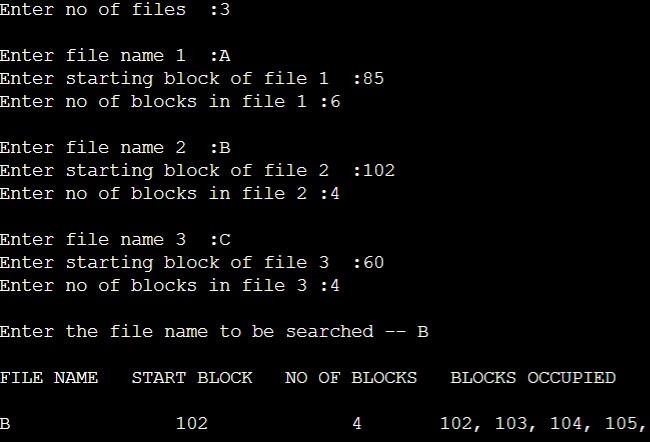 Enter no of files  :3
Enter file name 1  :A
Enter starting block of file 1  :85
Enter no of blocks in file 1 :6
Enter file name 2  :B
Enter starting block of file 2  :102
Enter no of blocks in file 2 :4
Enter file name 3  :C
Enter starting block of file 3  :60
Enter no of blocks in file 3 :4
Enter the file name to be searched -- B
FILE NAME   START BLOCK   NO OF BLOCKS   BLOCKS OCCUPIED
B               102             4       102, 103, 104, 105,